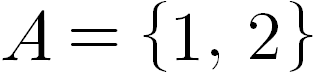 A = {1, 2}